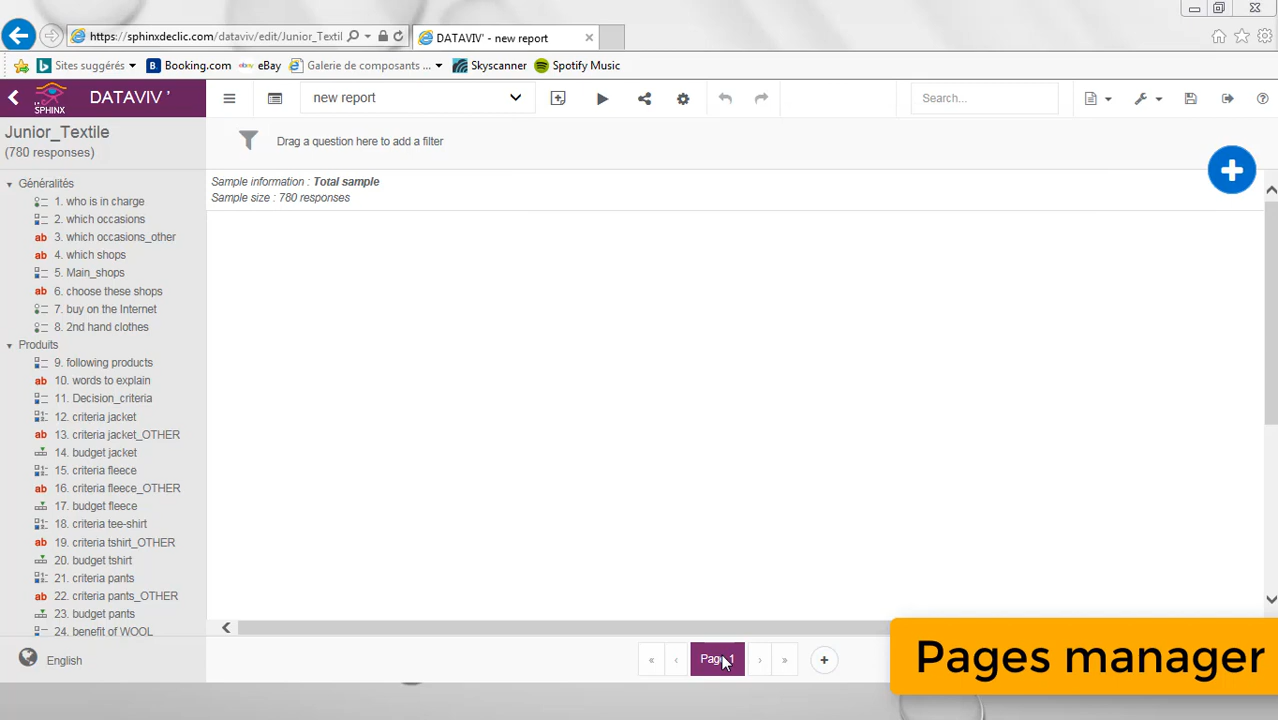 https://sphinxdeclic.com/dataviv/edit/Junior_Textil
DATAVIV' - new report
Sites suggérés
Booking.com
eBay
Galerie de composants ...
Skyscanner
Spotify Music
SPHINX
DATAVIV '
new report
Search...
Junior_Textile
(780 responses)
Drag a question here to add a filter
Sample information : Total sample
Sample size : 780 responses
Généralités
1. who is in charge
2. which occasions
ab 3. which occasions_other
ab 4. which shops
5. Main_shops
ab 6. choose these shops
7. buy on the Internet
8. 2nd hand clothes
Produits
9. following products
ab 10. words to explain
11. Decision_criteria
12. criteria jacket
ab 13. criteria jacket_OTHER
14. budget jacket
15. criteria fleece
ab 16. criteria fleece_OTHER
17. budget fleece
18. criteria tee-shirt
ab 19. criteria tshirt_OTHER
20. budget tshirt
21. criteria pants
ab 22. criteria pants_OTHER
23. budget pants
24. benefit of WOOL
English
« ‹ Page 1 › » +
Pages manager